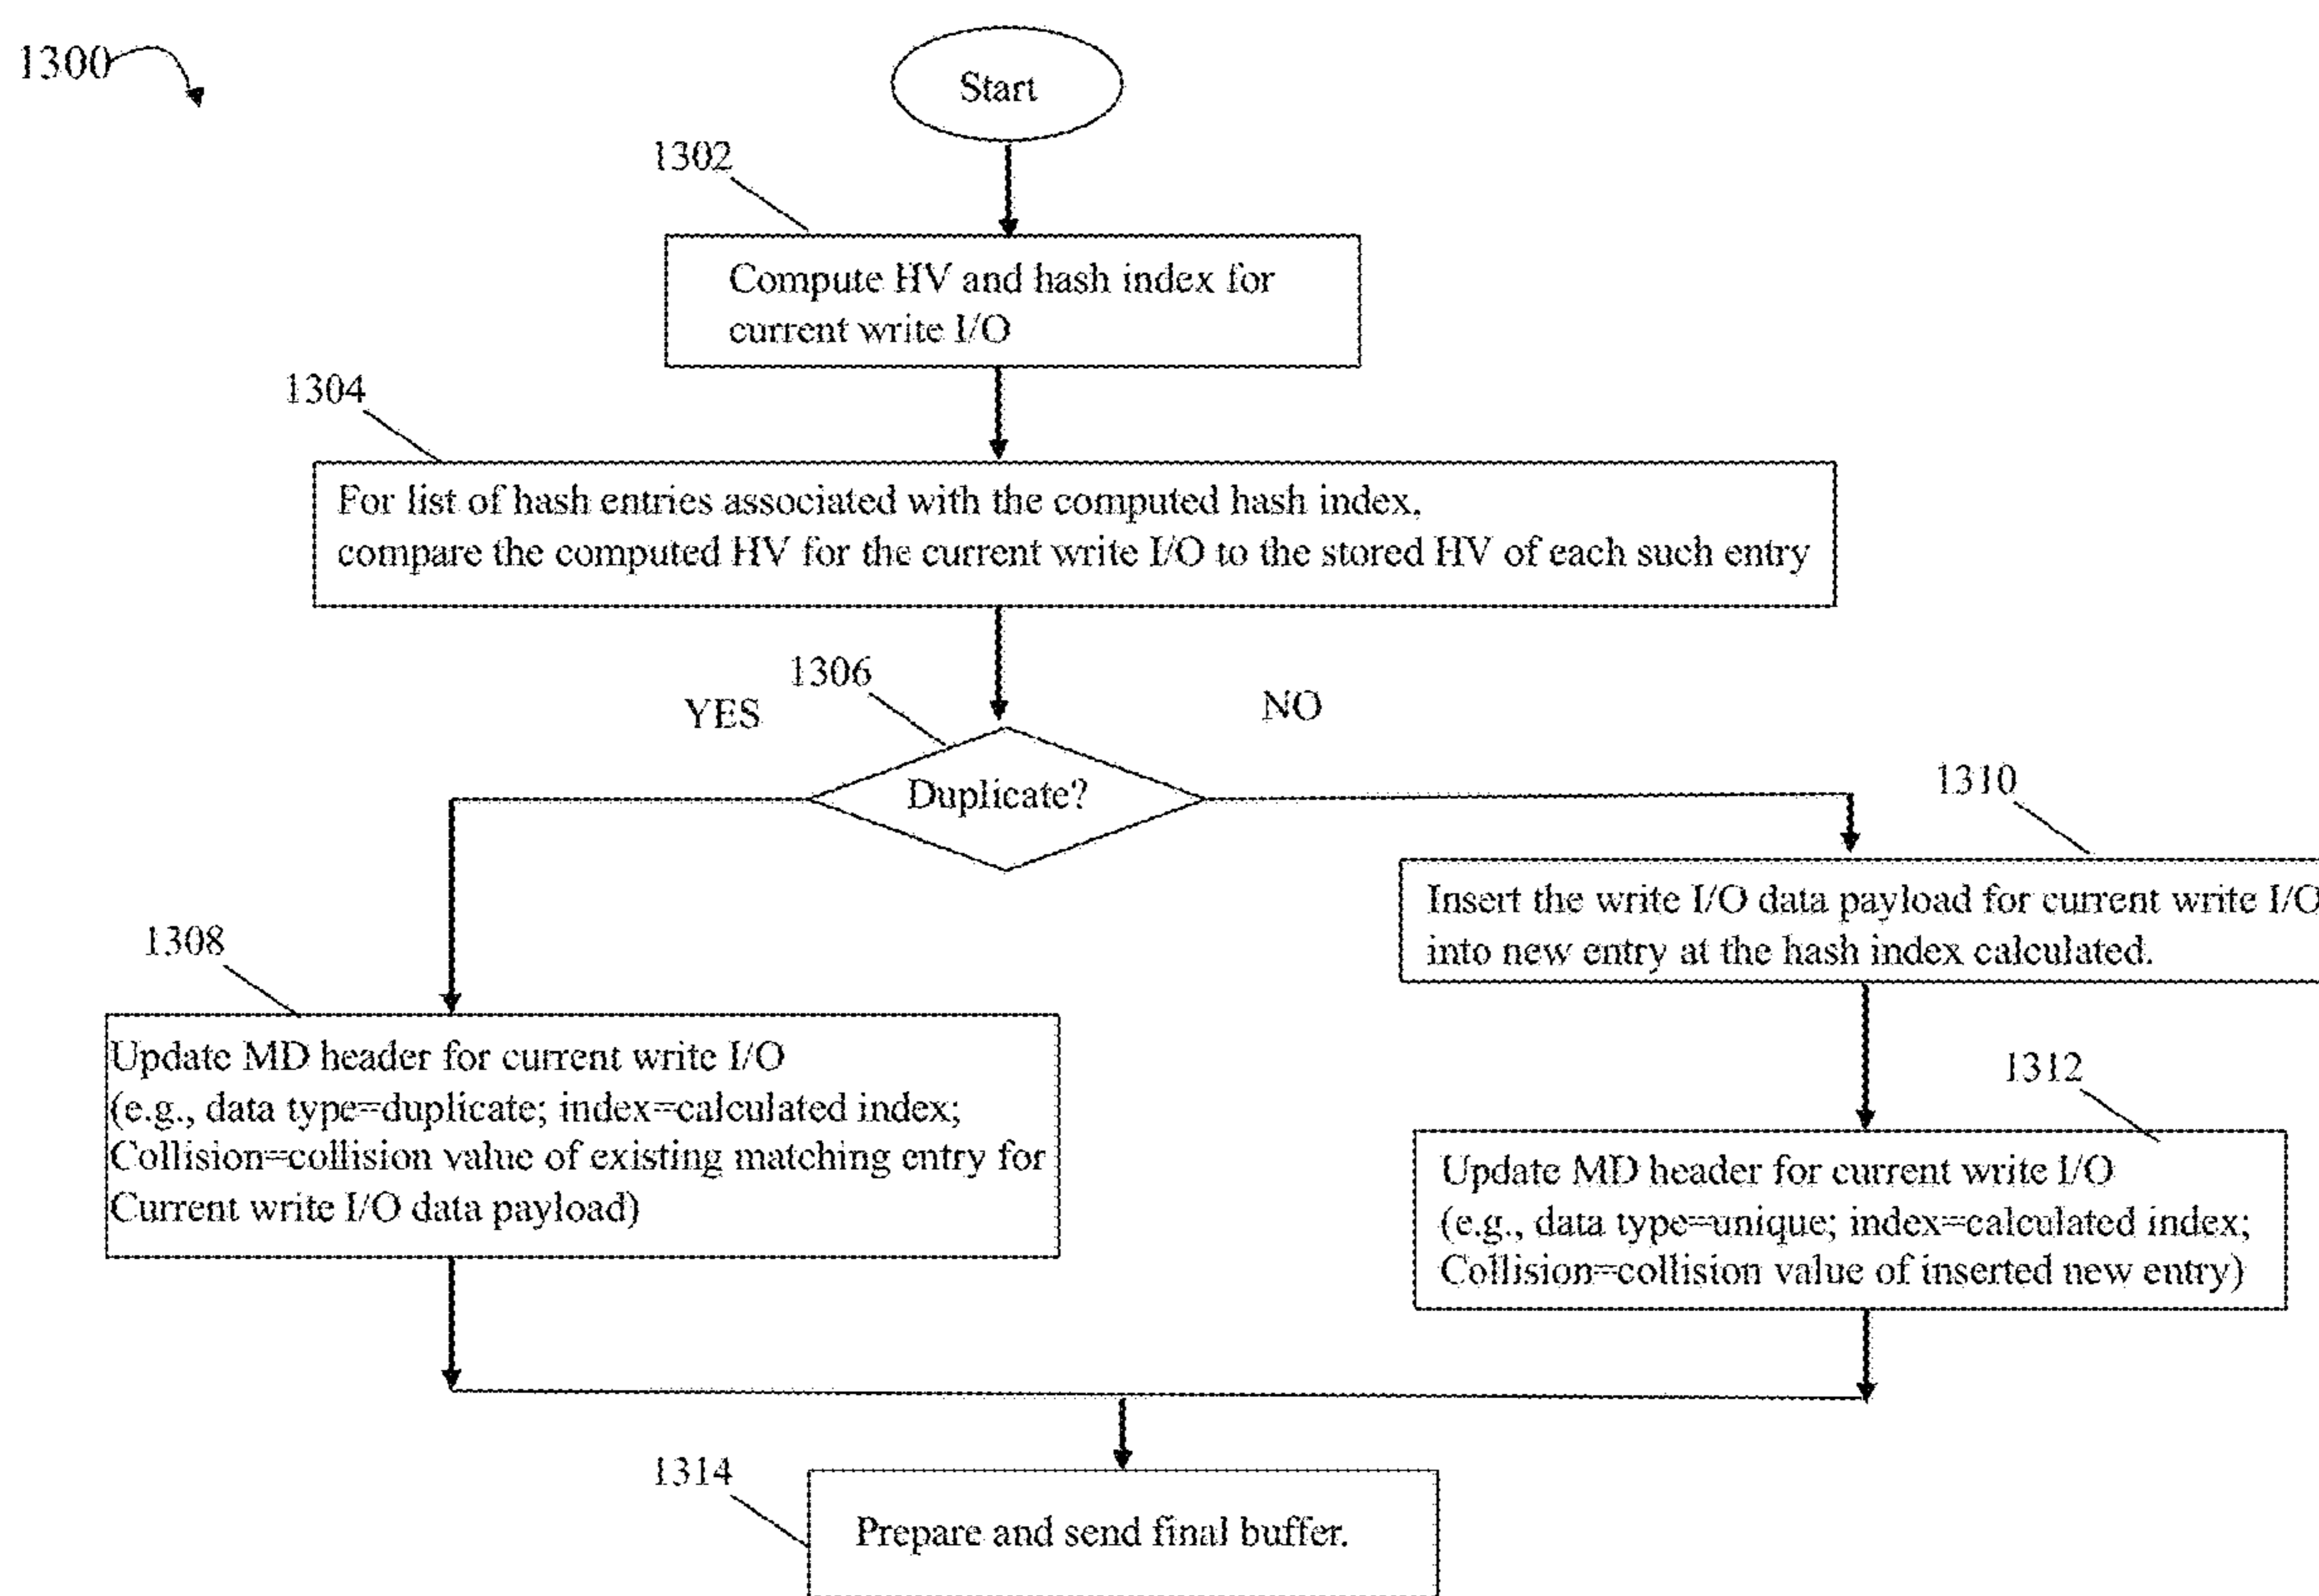 1300
Start
1302
Compute HV and hash index for
current write I/O
1304
For list of hash entries associated with the computed hash index,
compare the computed HV for the current write I/O to the stored HV of each such entry
1306
YES
NO
Duplicate?
1310
Insert the write I/O data payload for current write I/O
into new entry at the hash index calculated.
1308
Update MD header for current write I/O
(e.g., data type=duplicate; index=calculated index;
Collision=collision value of existing matching entry for
Current write I/O data payload)
1312
Update MD header for current write I/O
(e.g., data type=unique; index=calculated index;
Collision=collision value of inserted new entry)
1314
Prepare and send final buffer.